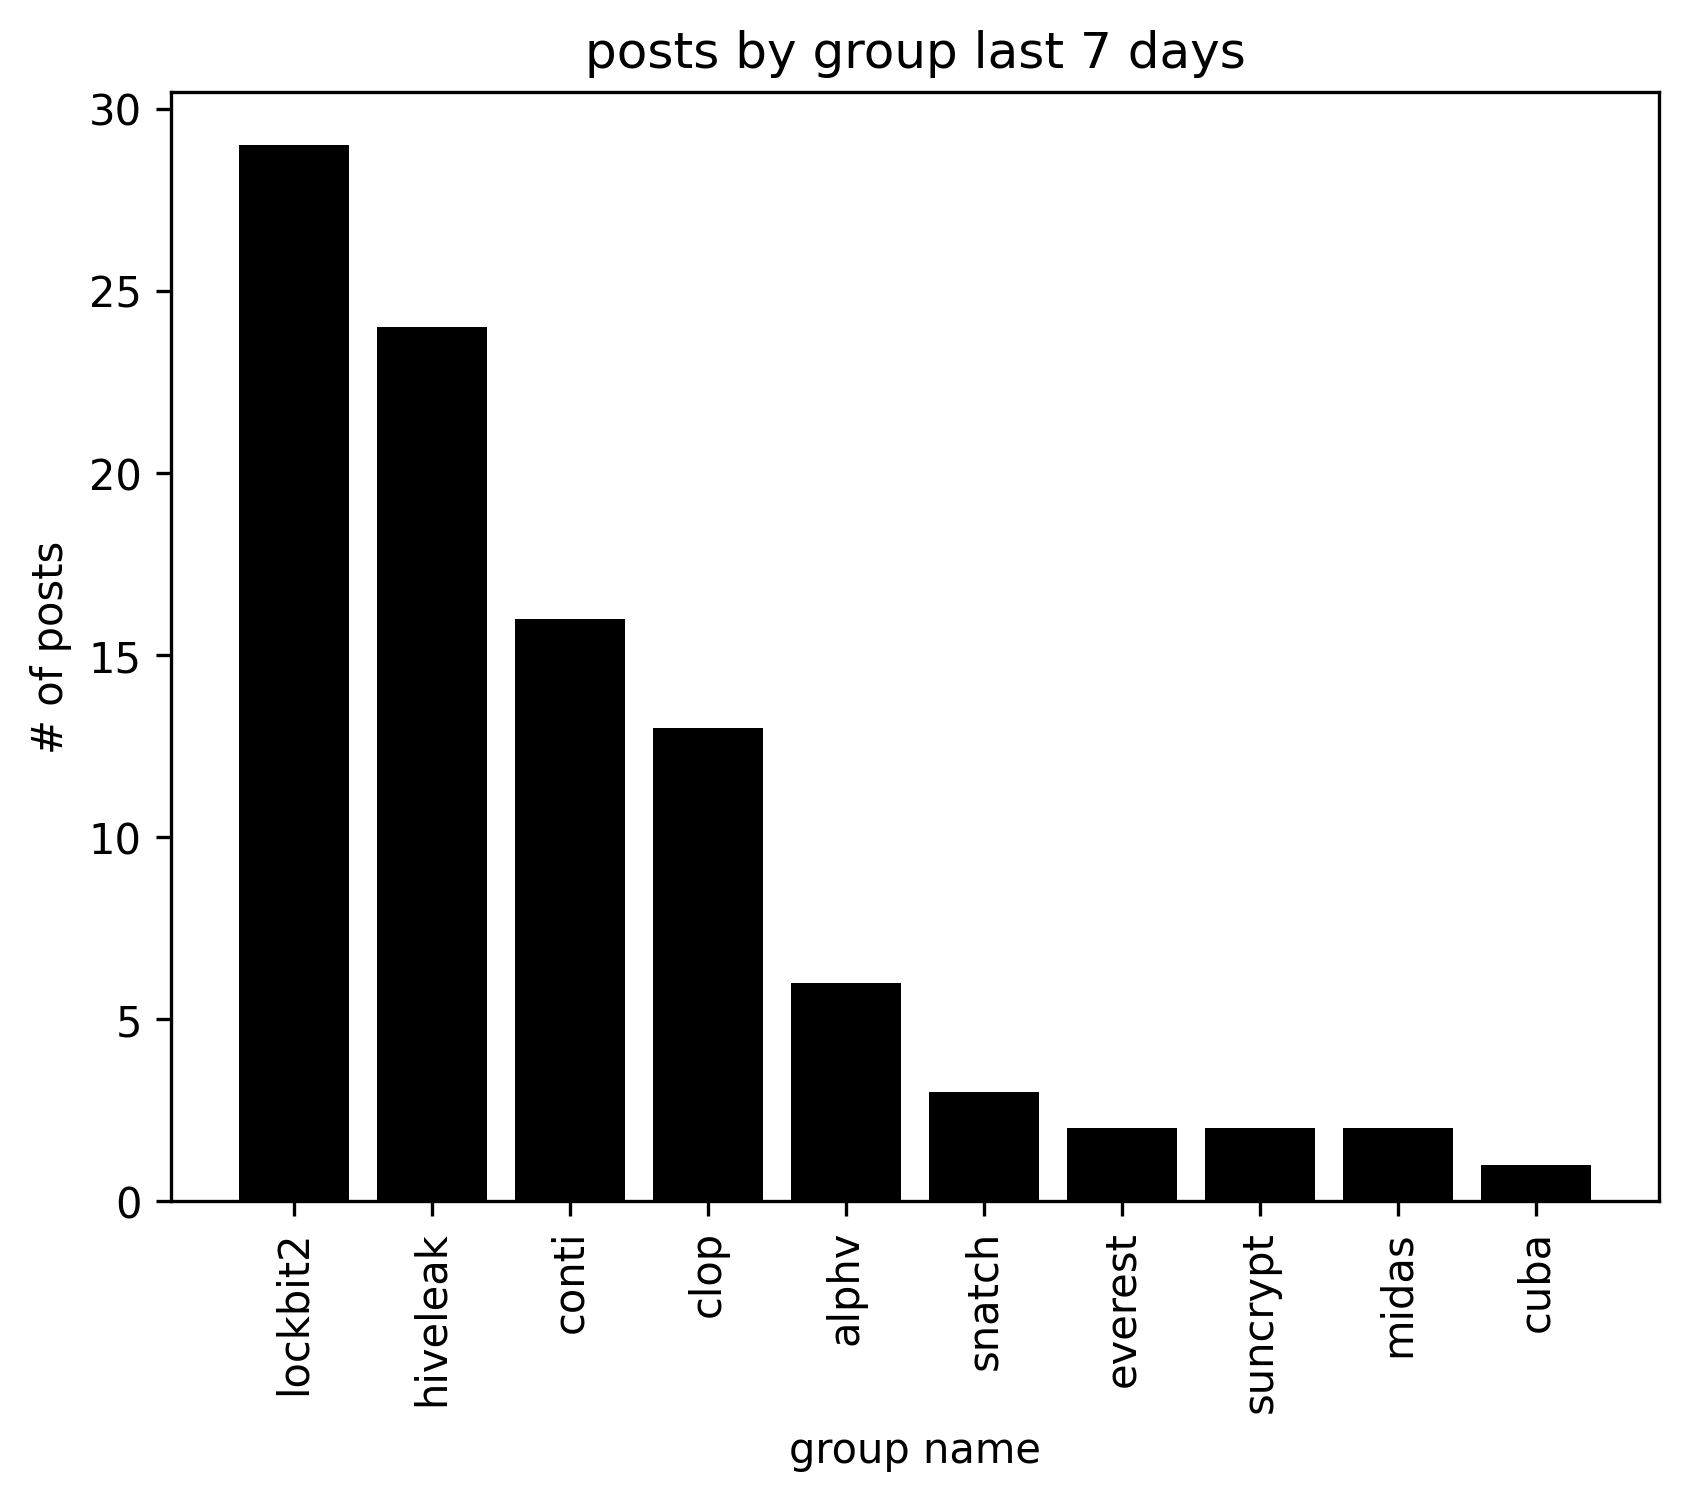 posts by group last 7 days
30
25
20
15
10
5
0
# of posts
lockbit2
hiveleak
conti
clop
alphv
snatch
everest
suncrypt
midas
cuba
group name